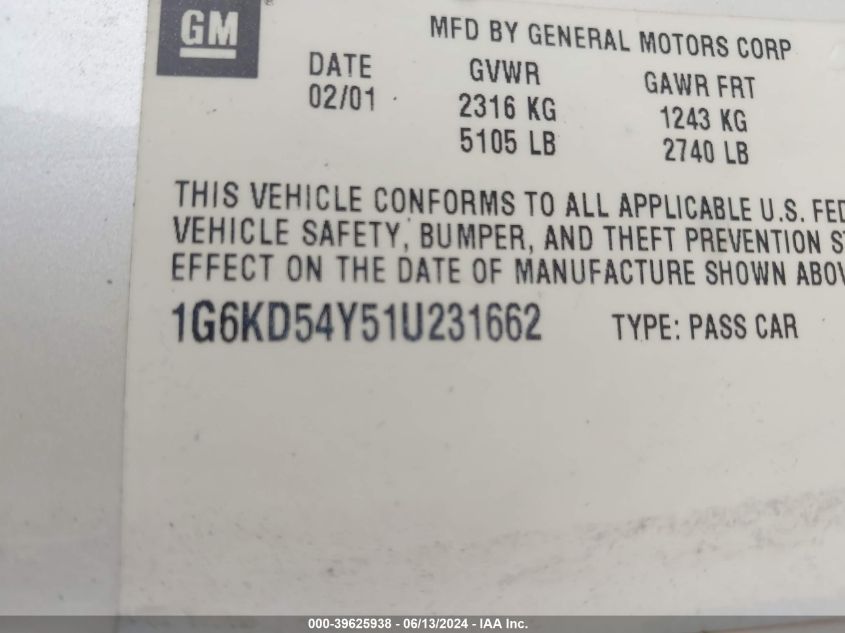 GM
MFD BY GENERAL MOTORS CORP
DATE GVWR GAWR FRT
02/01 2316 KG 1243 KG
5105 LB 2740 LB
THIS VEHICLE CONFORMS TO ALL APPLICABLE U.S. FED
VEHICLE SAFETY, BUMPER, AND THEFT PREVENTION S
EFFECT ON THE DATE OF MANUFACTURE SHOWN ABOV
1G6KD54Y51U231662 TYPE: PASS CAR
000-39625938 - 06/13/2024 - IAA Inc.